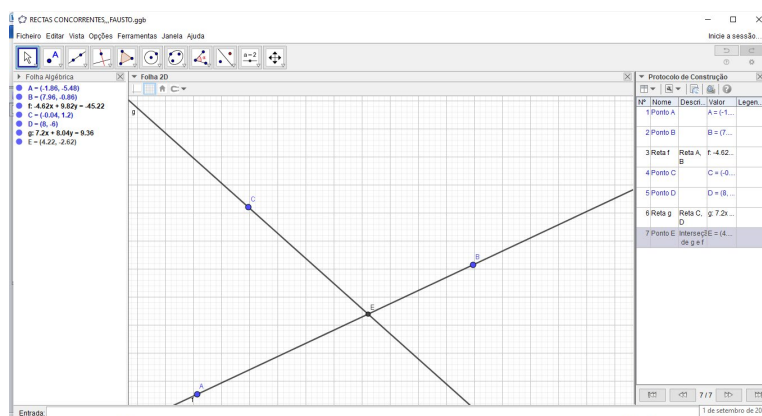 RECTAS CONCORRENTES,,FAUSTO.ggb
Ficheiro Editar Vista Opções Ferramentas Janela Ajuda
Inicie a sessão...
Folha Algébrica
A = (-1.86, -5.48)
B = (7.96, -0.86)
f: -4.62x + 9.82y = -45.22
C = (-0.04, 1.2)
D = (8, -6)
g: 7.2x + 8.04y = 9.36
E = (4.22, -2.62)
Folha 2D
g
C
B
E
A
f
Protocolo de Construção
Nº Nome Descri... Valor Legen...
1 Ponto A A = (-1...
2 Ponto B B = (7....
3 Reta f Reta A, B f: -4.62...
4 Ponto C C = (-0....
5 Ponto D D = (8, ...
6 Reta g Reta C, D g: 7.2x ...
7 Ponto E Interseçã de g e f E = (4....
7 / 7
Entrada:
1 de setembro de 20